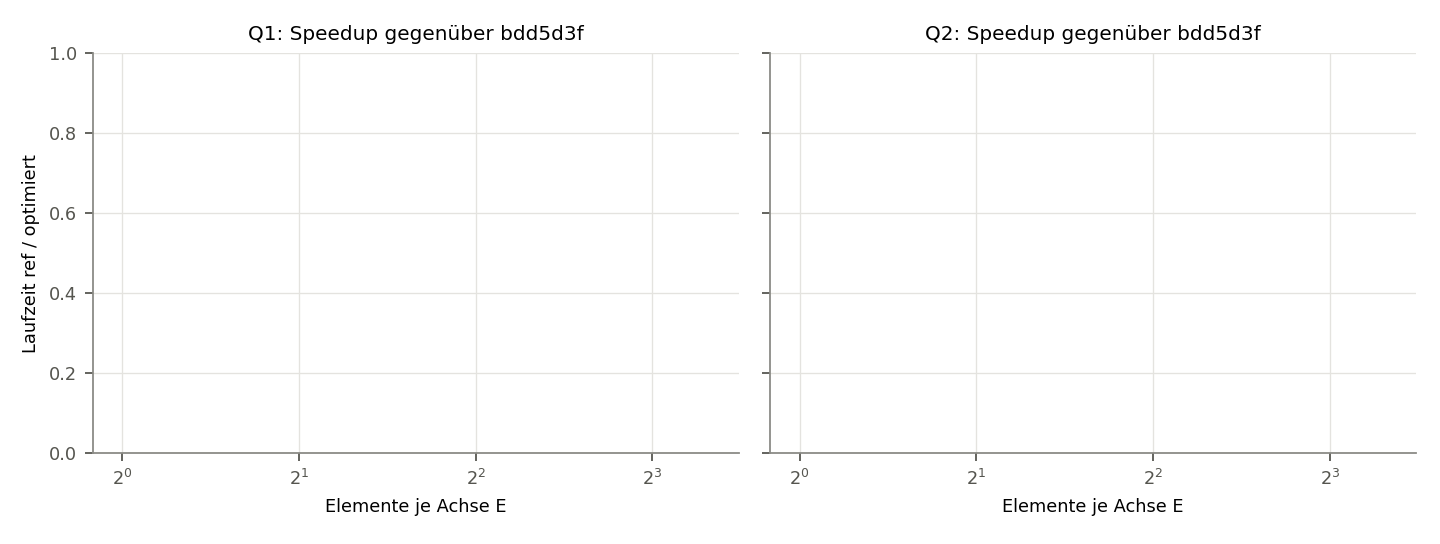 Q1: Speedup gegenüber bdd5d3f
Laufzeit ref / optimiert
1.0
0.8
0.6
0.4
0.2
0.0
2⁰ 2¹ 2² 2³
Elemente je Achse E
Q2: Speedup gegenüber bdd5d3f
2⁰ 2¹ 2² 2³
Elemente je Achse E